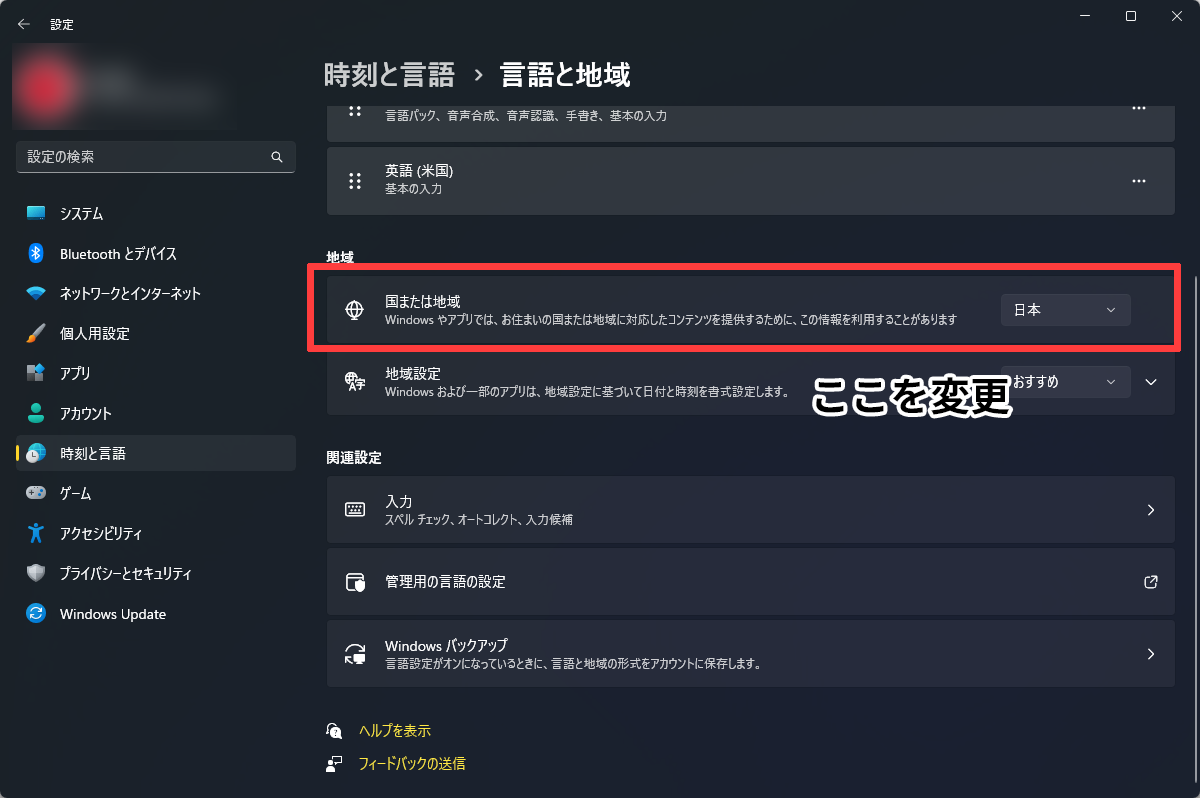 設定
時刻と言語 › 言語と地域
言語パック、音声合成、音声認識、手書き、基本の入力
設定の検索
英語 (米国)
基本の入力
システム
Bluetooth とデバイス
ネットワークとインターネット
個人用設定
アプリ
アカウント
時刻と言語
ゲーム
アクセシビリティ
プライバシーとセキュリティ
Windows Update
地域
国または地域
Windows やアプリでは、お住まいの国または地域に対応したコンテンツを提供するために、この情報を利用することがあります
日本
地域設定
Windows および一部のアプリは、地域設定に基づいて日付と時刻を書式設定します。
おすすめ
ここを変更
関連設定
入力
スペル チェック、オートコレクト、入力候補
管理用の言語の設定
Windows バックアップ
言語設定がオンになっているときに、言語と地域の形式をアカウントに保存します。
ヘルプを表示
フィードバックの送信